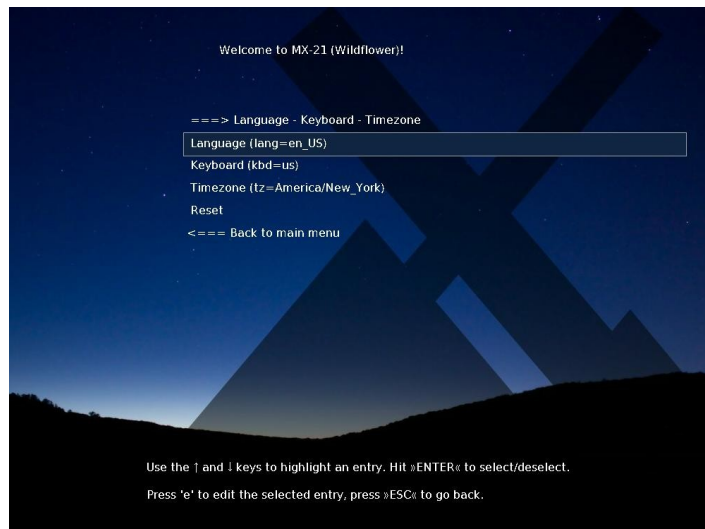 Welcome to MX-21 (Wildflower)!
===> Language - Keyboard - Timezone
Language (lang=en_US)
Keyboard (kbd=us)
Timezone (tz=America/New_York)
Reset
<=== Back to main menu
Use the ↑ and ↓ keys to highlight an entry. Hit »ENTER« to select/deselect.
Press 'e' to edit the selected entry, press »ESC« to go back.